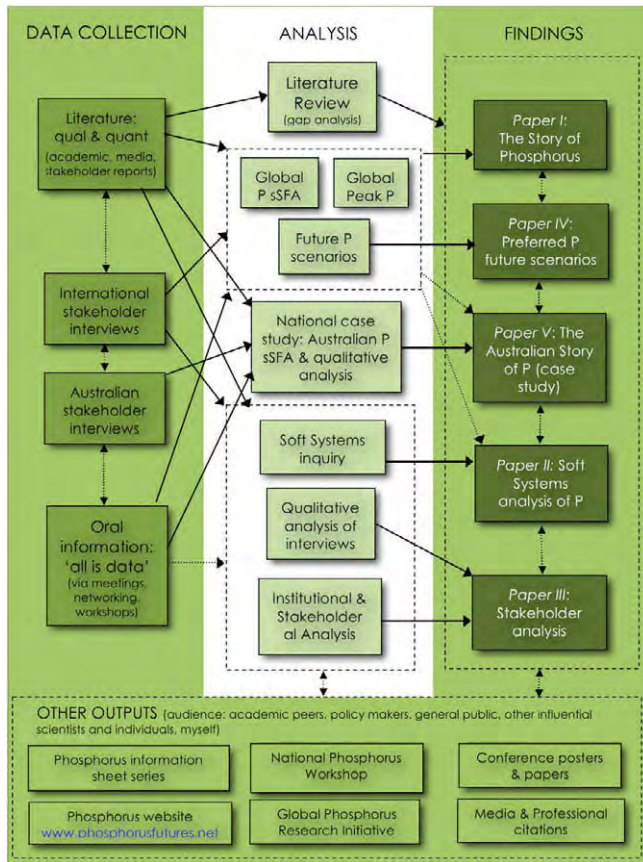 DATA COLLECTION
ANALYSIS
FINDINGS
Literature:
qual & quant
(academic, media,
stakeholder reports)
International
stakeholder
interviews
Australian
stakeholder
interviews
Oral
information:
'all is data'
(via meetings,
networking,
workshops)
Literature
Review
(gap analysis)
Global
P sSFA
Global
Peak P
Future P
scenarios
National case
study: Australian P
sSFA & qualitative
analysis
Soft Systems
inquiry
Qualitative
analysis of
interviews
Institutional &
Stakeholder
al Analysis
Paper I:
The Story of
Phosphorus
Paper IV:
Preferred P
future scenarios
Paper V: The
Australian Story
of P (case
study)
Paper II: Soft
Systems
analysis of P
Paper III:
Stakeholder
analysis
OTHER OUTPUTS (audience: academic peers, policy makers, general public, other influential
scientists and individuals, myself)
Phosphorus information
sheet series
National Phosphorus
Workshop
Conference posters
& papers
Phosphorus website
www.phosphorusfutures.net
Global Phosphorus
Research Initiative
Media & Professional
citations